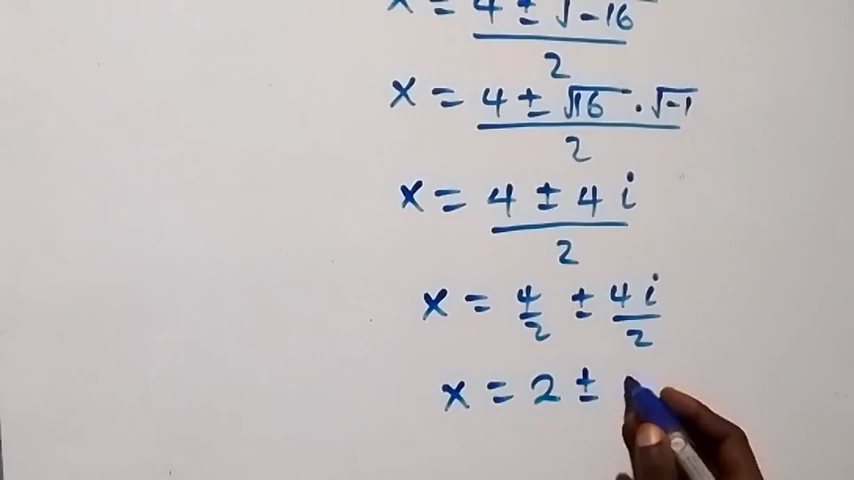 x = 4 ± √-16 / 2
x = 4 ± √16 . √-1 / 2
x = 4 ± 4i / 2
x = 4/2 ± 4i/2
x = 2 ±